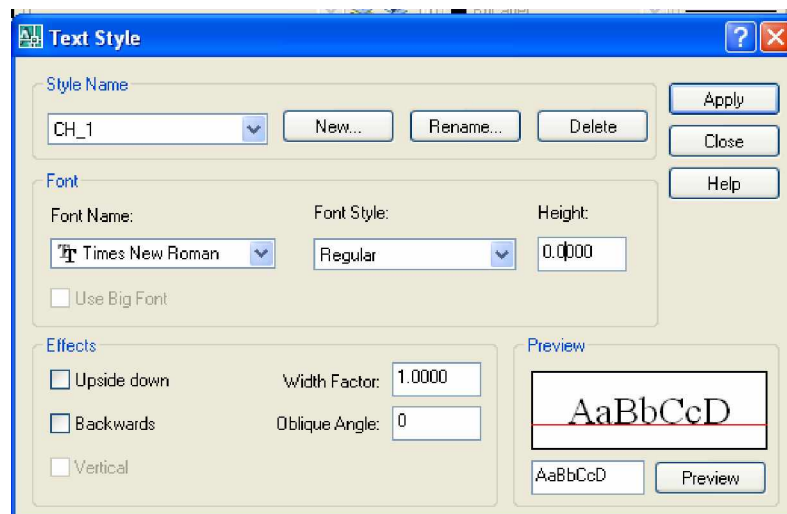 Text Style
Style Name
CH_1
New...
Rename...
Delete
Apply
Close
Help
Font
Font Name:
Font Style:
Height:
Times New Roman
Regular
0.0000
Use Big Font
Effects
Upside down
Width Factor: 1.0000
Backwards
Oblique Angle: 0
Vertical
Preview
AaBbCcD
AaBbCcD
Preview